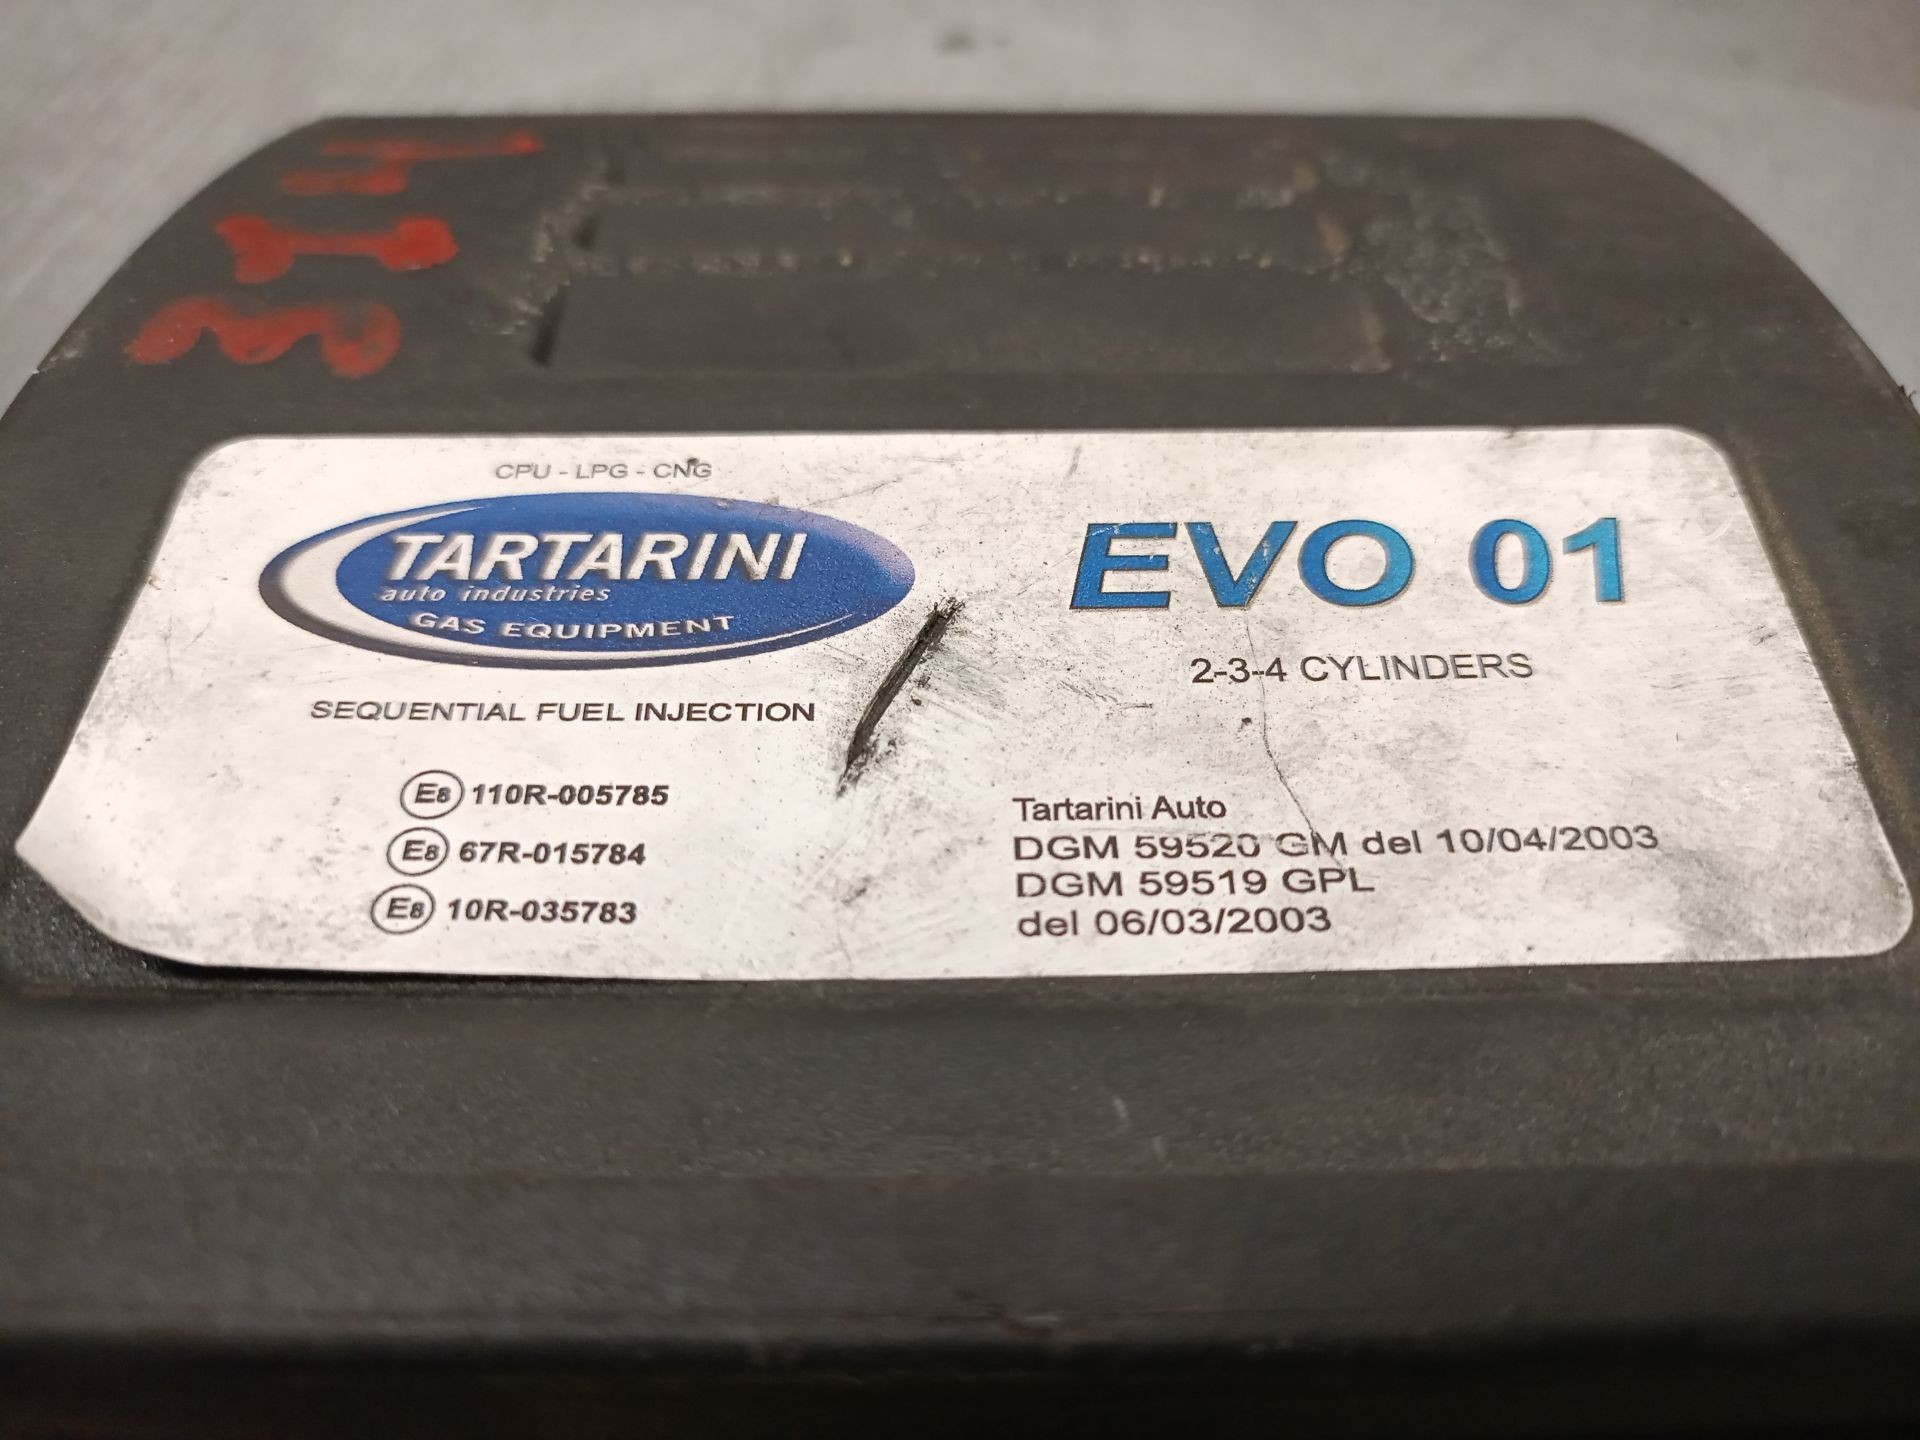 CPU - LPG - CNG
TARTARINI
auto industries
GAS EQUIPMENT
SEQUENTIAL FUEL INJECTION
E8 110R-005785
E8 67R-015784
E8 10R-035783
EVO 01
2-3-4 CYLINDERS
Tartarini Auto
DGM 59520 GM del 10/04/2003
DGM 59519 GPL
del 06/03/2003